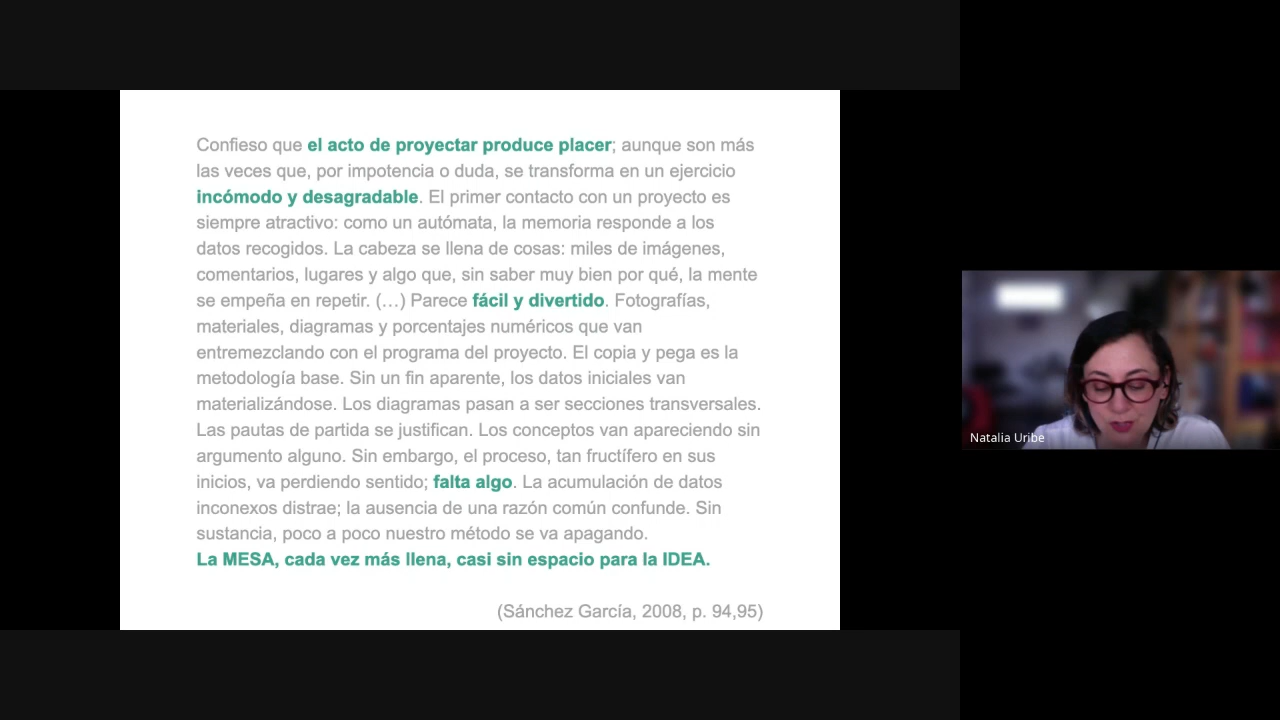 Confieso que el acto de proyectar produce placer; aunque son más
las veces que, por impotencia o duda, se transforma en un ejercicio
incómodo y desagradable. El primer contacto con un proyecto es
siempre atractivo: como un autómata, la memoria responde a los
datos recogidos. La cabeza se llena de cosas: miles de imágenes,
comentarios, lugares y algo que, sin saber muy bien por qué, la mente
se empeña en repetir. (…) Parece fácil y divertido. Fotografías,
materiales, diagramas y porcentajes numéricos que van
entremezclando con el programa del proyecto. El copia y pega es la
metodología base. Sin un fin aparente, los datos iniciales van
materializándose. Los diagramas pasan a ser secciones transversales.
Las pautas de partida se justifican. Los conceptos van apareciendo sin
argumento alguno. Sin embargo, el proceso, tan fructífero en sus
inicios, va perdiendo sentido; falta algo. La acumulación de datos
inconexos distrae; la ausencia de una razón común confunde. Sin
sustancia, poco a poco nuestro método se va apagando.
La MESA, cada vez más llena, casi sin espacio para la IDEA.
(Sánchez García, 2008, p. 94,95)
Natalia Uribe